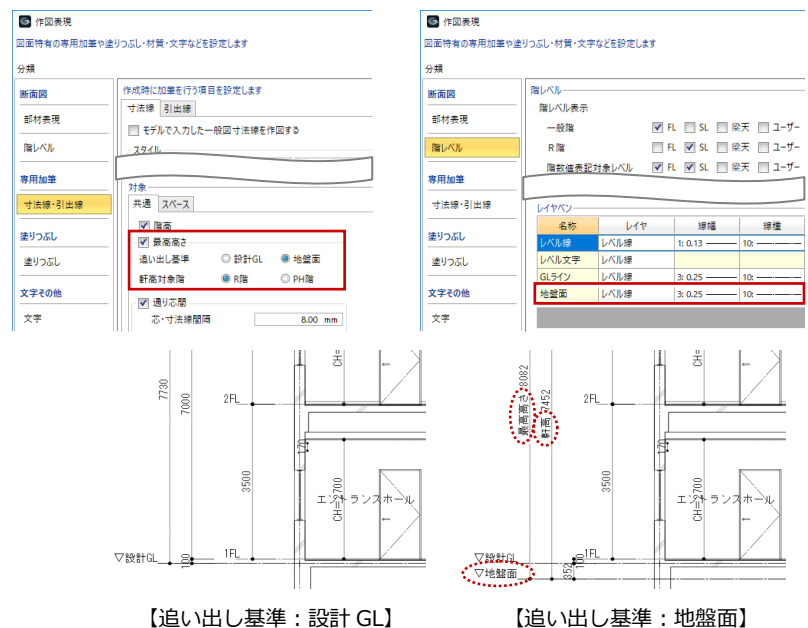 作図表現
図面特有の専用加筆や塗りつぶし・材質・文字などを設定します
分類
断面図
部材表現
階レベル
専用加筆
寸法線・引出線
塗りつぶし
塗りつぶし
文字その他
文字
作成時に加筆を行う項目を設定します
寸法線 引出線
モデルで入力した一般図寸法線を作図する
スタイル
対象
共通 スペース
階高
最高高さ
追い出し基準 設計GL 地盤面
軒高対象階 R階 PH階
通り芯間
芯・寸法線間隔 8.00 mm
作図表現
図面特有の専用加筆や塗りつぶし・材質・文字などを設定します
分類
断面図
部材表現
階レベル
専用加筆
寸法線・引出線
塗りつぶし
塗りつぶし
文字その他
文字
階レベル
階レベル表示
一般階 FL SL 梁天 ユーザー
R階 FL SL 梁天 ユーザー
階数値表記対象レベル FL SL 梁天 ユーザー
レイヤペン
名称 レイヤ 線幅 線種
レベル線 レベル線 1: 0.13 10:
レベル文字 レベル線
GLライン レベル線 3: 0.25 10:
地盤面 レベル線 3: 0.25 10:
7730
7000
2FL
CH
170
3500
CH=2700
エントランスホール
▽設計GL
100
1FL
最高高さ 8082
軒高 7452
2FL
CH
170
3500
CH=2700
エントランスホール
▽設計GL
1FL
100
▽地盤面
352
【追い出し基準：設計 GL】
【追い出し基準：地盤面】